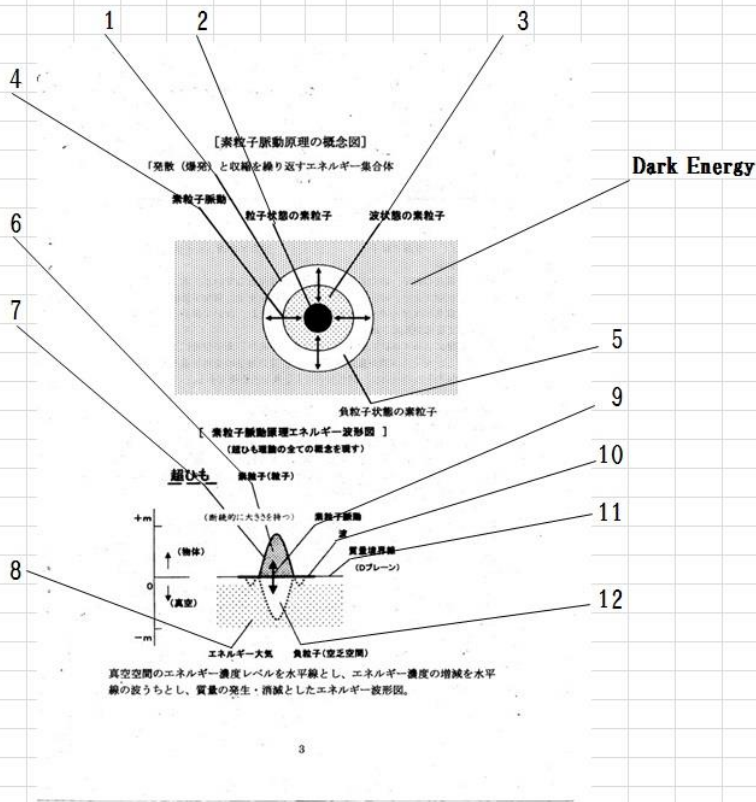 1
2
3
4
[素粒子脈動原理の概念図]
「発散(爆発)と収縮を繰り返すエネルギー集合体
Dark Energy
素粒子脈動
粒子状態の素粒子
波状態の素粒子
6
7
5
負粒子状態の素粒子
9
[ 素粒子脈動原理エネルギー波形図 ]
(超ひも理論の全ての概念を現す)
10
超ひも
素粒子(粒子)
11
+m
(断続的に大きさを持つ)
素粒子脈動
波
(物体)
質量境界線
(Dブレーン)
8
0
(真空)
12
-m
エネルギー大気
負粒子(空乏空間)
真空空間のエネルギー濃度レベルを水平線とし、エネルギー濃度の増減を水平
線の波うちとし、質量の発生・消滅としたエネルギー波形図。
3